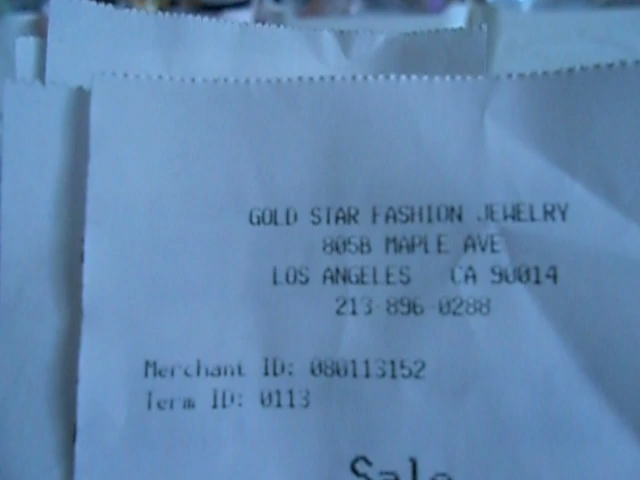 GOLD STAR FASHION JEWELRY
805B MAPLE AVE
LOS ANGELES CA 90014
213-896-0288
Merchant ID: 080113152
Term ID: 0113
Sale